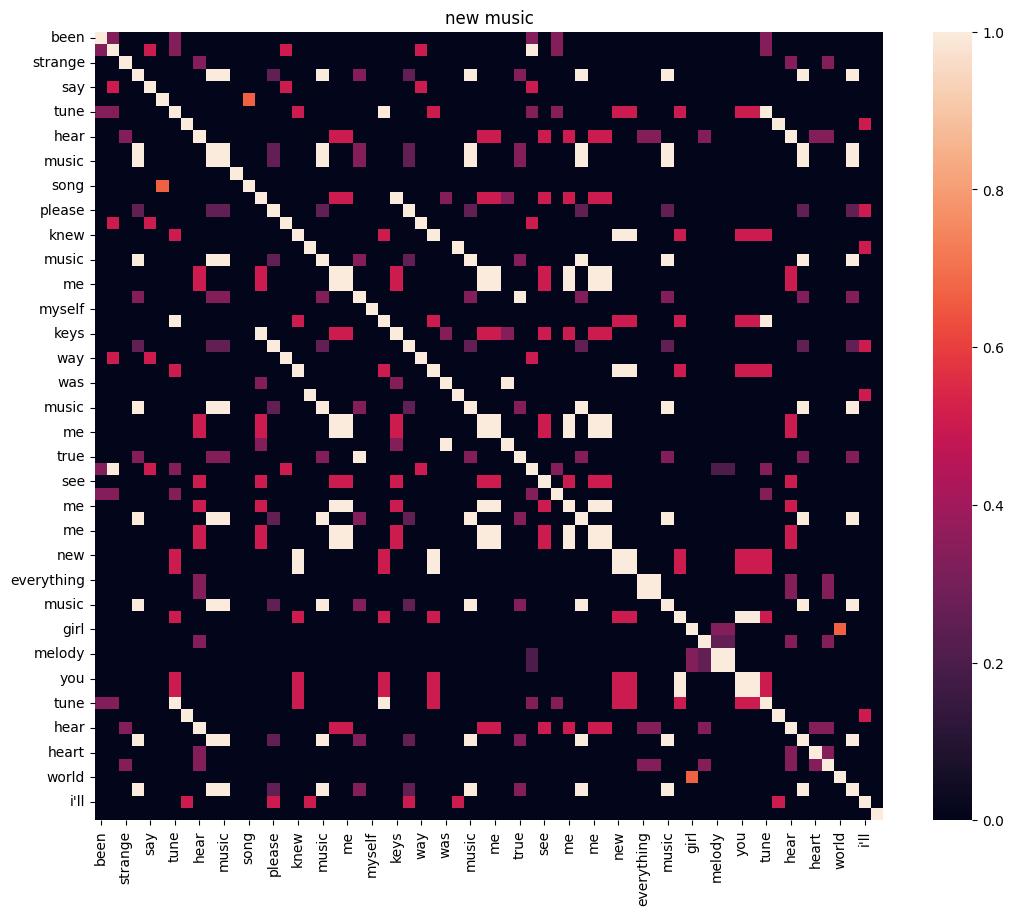 new music
been
strange
say
tune
hear
music
song
please
knew
music
me
myself
keys
way
was
music
me
true
see
me
me
new
everything
music
girl
melody
you
tune
hear
heart
world
i'll
been
strange
say
tune
hear
music
song
please
knew
music
me
myself
keys
way
was
music
me
true
see
me
me
new
everything
music
girl
melody
you
tune
hear
heart
world
i'll
1.0
0.8
0.6
0.4
0.2
0.0